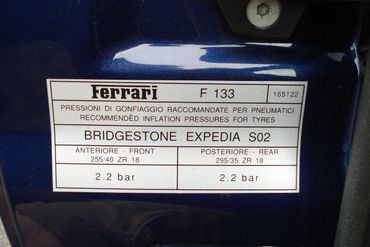 Ferrari F 133 165122
PRESSIONI DI GONFIAGGIO RACCOMANDATE PER PNEUMATICI
RECOMMENDED INFLATION PRESSURES FOR TYRES
BRIDGESTONE EXPEDIA S02
ANTERIORE - FRONT POSTERIORE - REAR
255/40 ZR 18 295/35 ZR 18
2.2 bar 2.2 bar